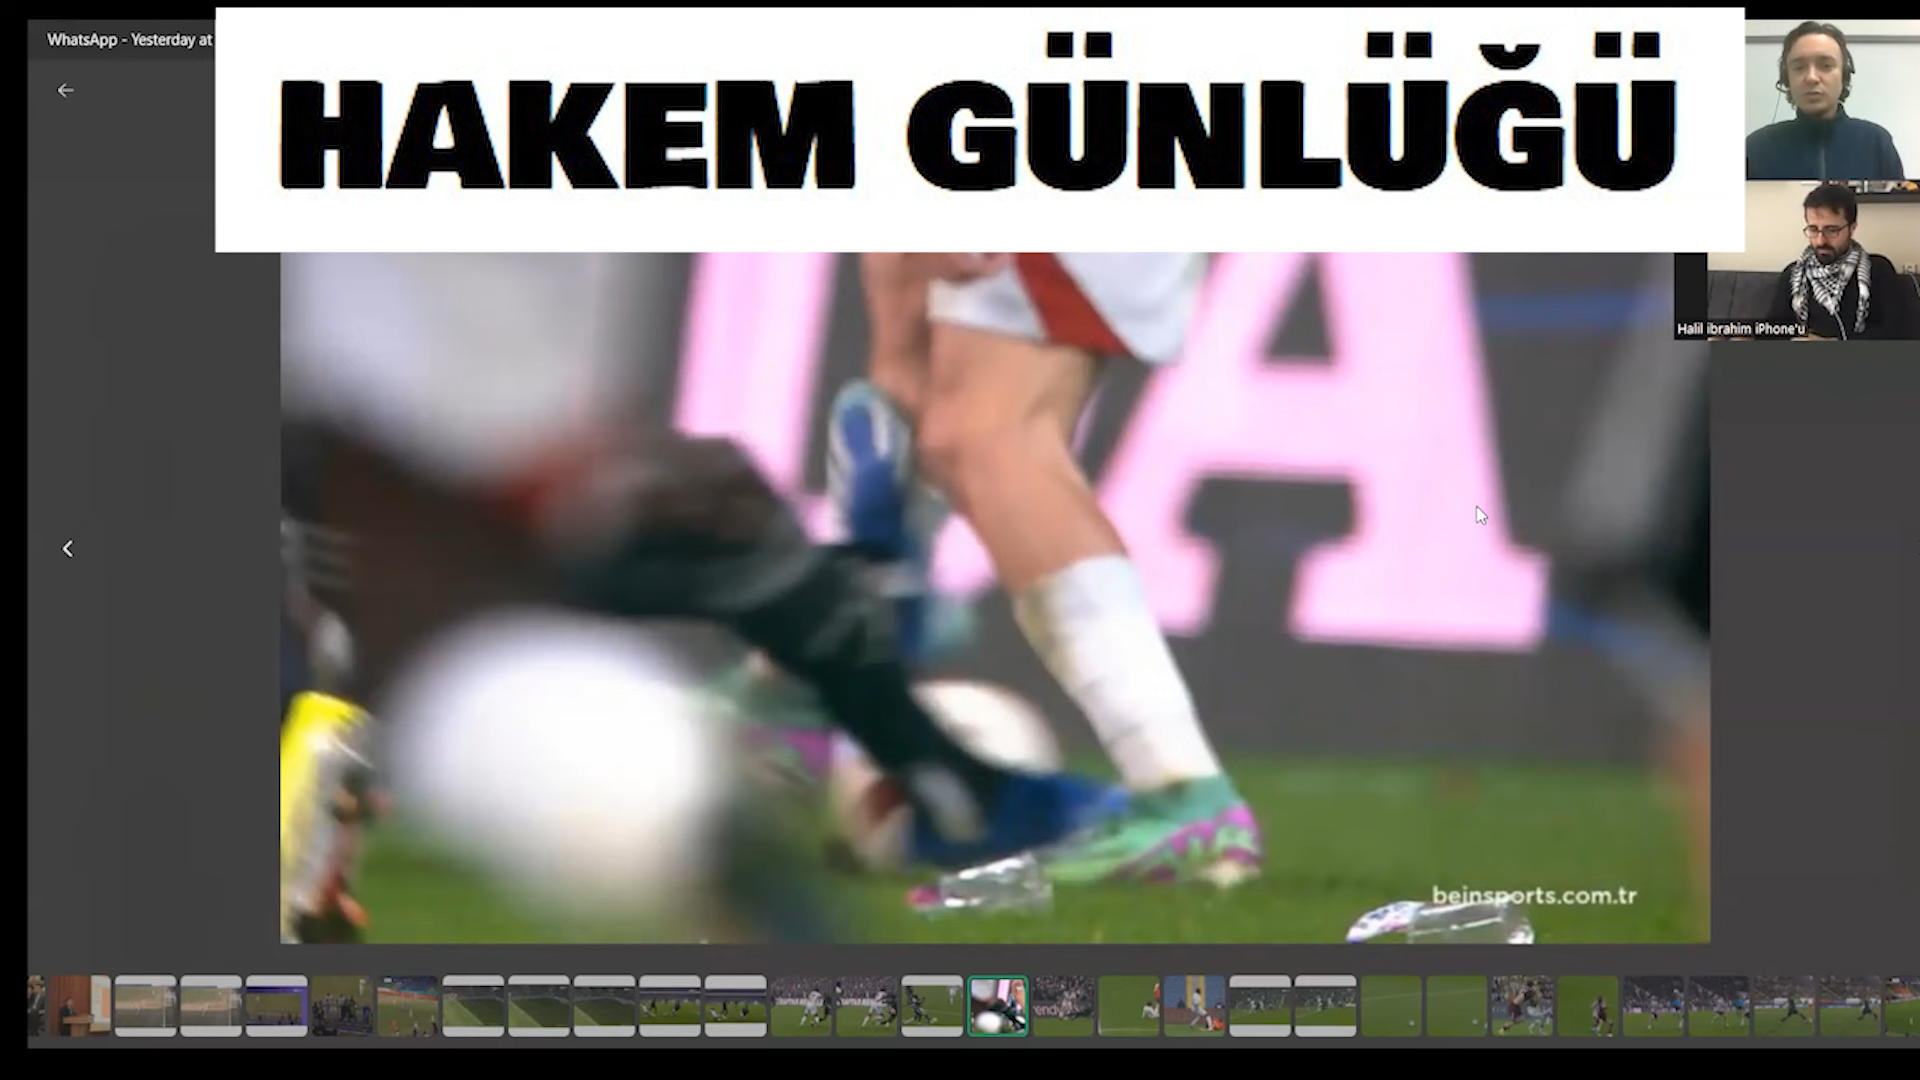 WhatsApp - Yesterday at
HAKEM GÜNLÜĞÜ
Halil ibrahim iPhone'u
A
beinsports.com.tr